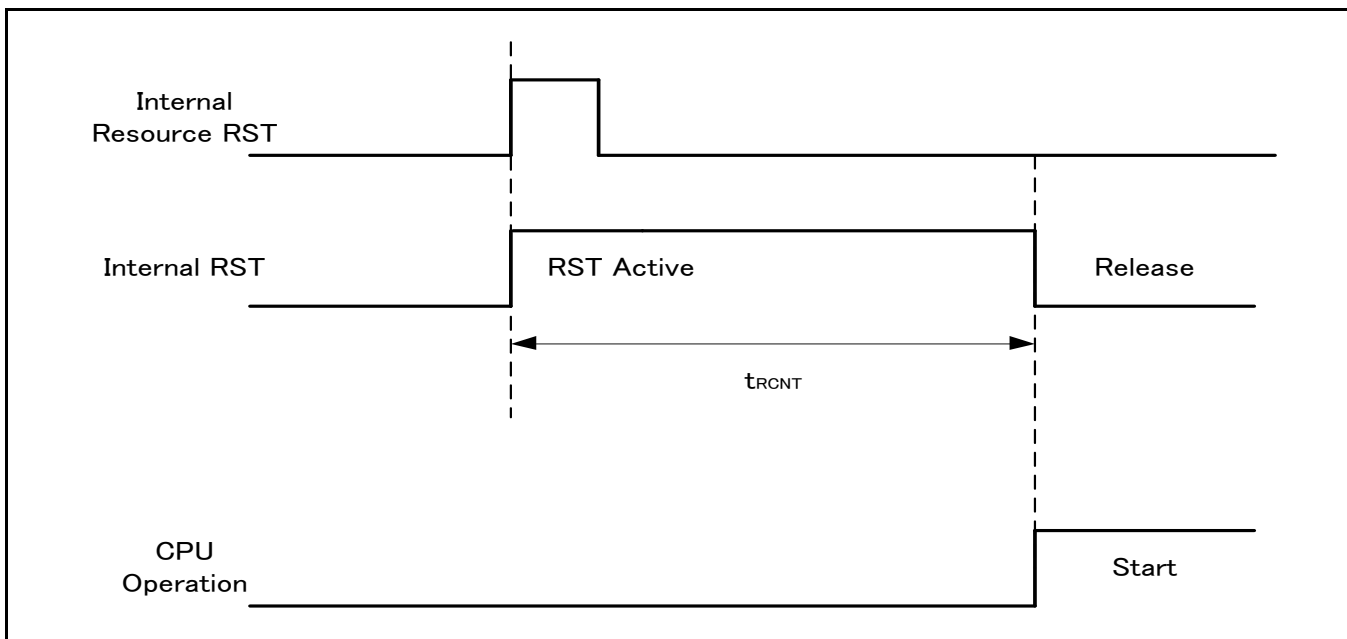 Internal
Resource RST
Internal RST
RST Active
Release
tRCNT
CPU
Operation
Start